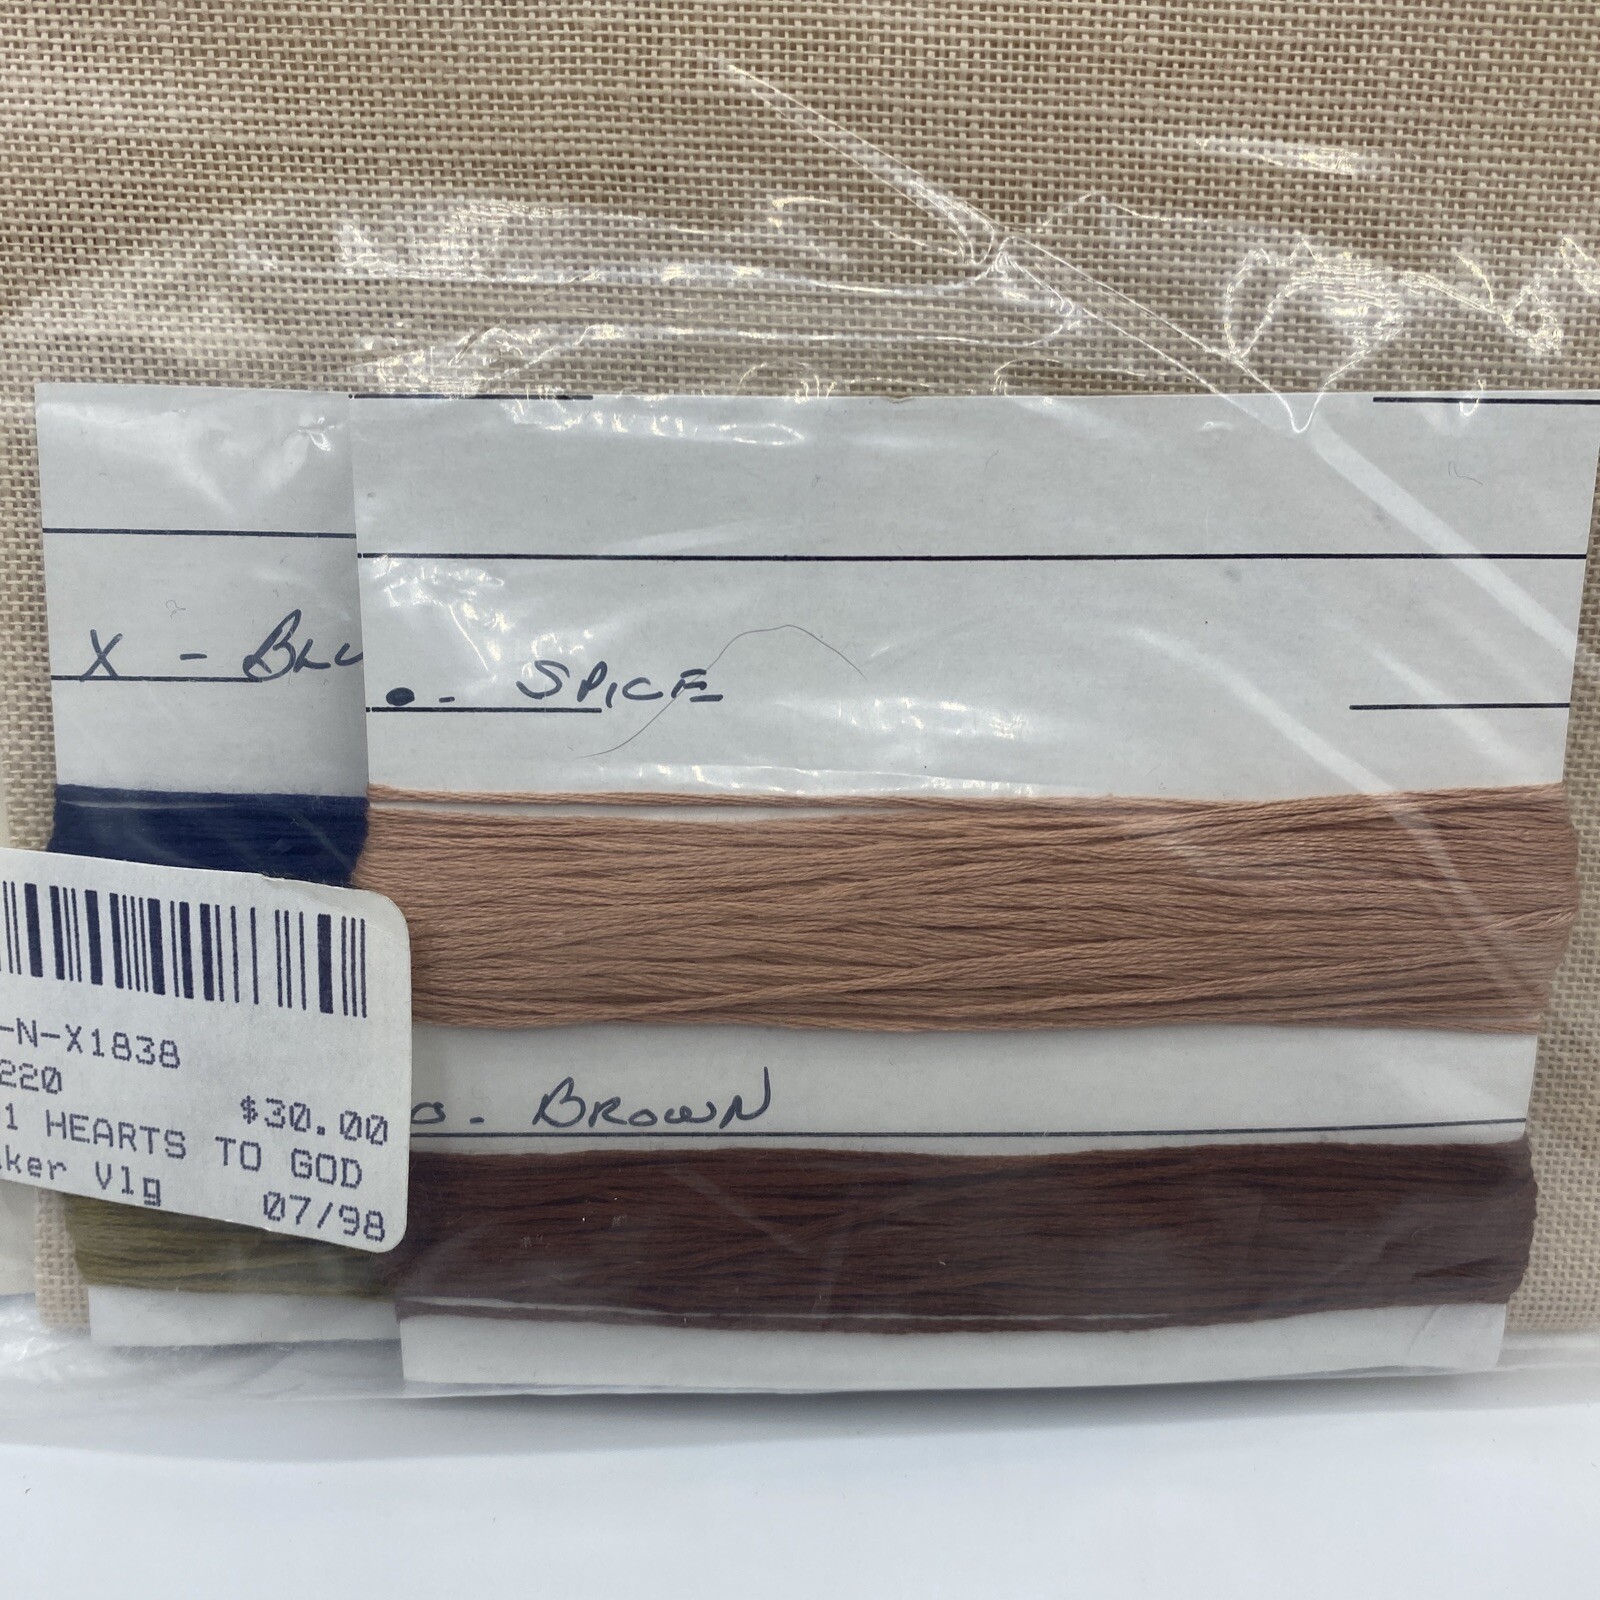 X - BLU
•- SPICE
o- BROWN
-N-X1838
220
$30.00
1 HEARTS TO GOD
ker Vlg
07/98